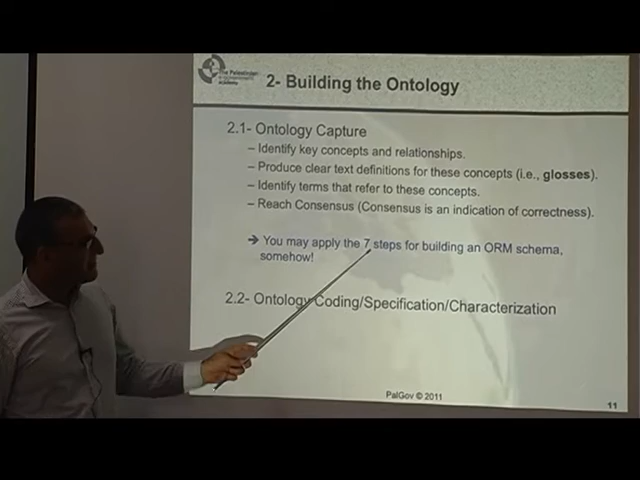 The Palestinian
Academy
2- Building the Ontology
2.1- Ontology Capture
– Identify key concepts and relationships.
– Produce clear text definitions for these concepts (i.e., glosses).
– Identify terms that refer to these concepts.
– Reach Consensus (Consensus is an indication of correctness).
➔ You may apply the 7 steps for building an ORM schema,
somehow!
2.2- Ontology Coding/Specification/Characterization
PalGov © 2011
11